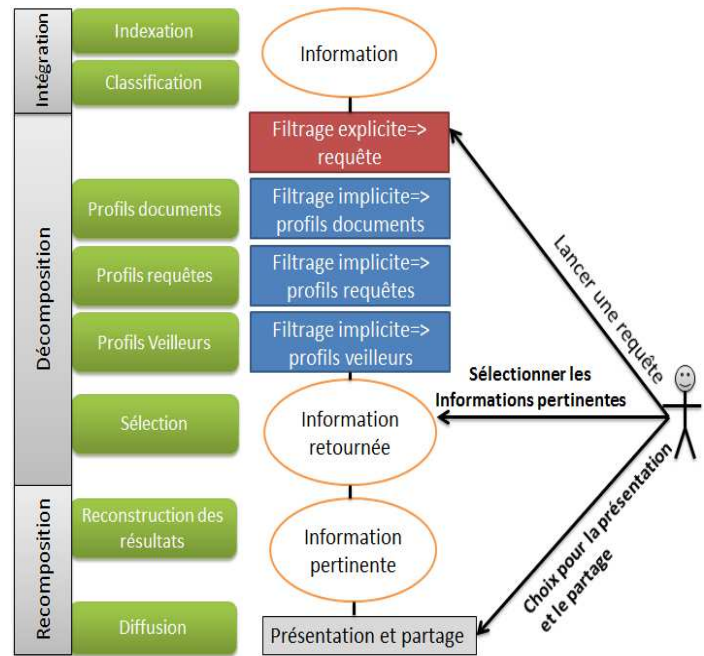 Intégration
Indexation
Classification
Information
Décomposition
Filtrage explicite=>
requête
Profils documents
Filtrage implicite=>
profils documents
Profils requêtes
Filtrage implicite=>
profils requêtes
Profils Veilleurs
Filtrage implicite=>
profils veilleurs
Sélection
Information
retournée
Lancer une requête
Sélectionner les
Informations pertinentes
Choix pour la présentation
et le partage
Recomposition
Reconstruction des
résultats
Information
pertinente
Diffusion
Présentation et partage